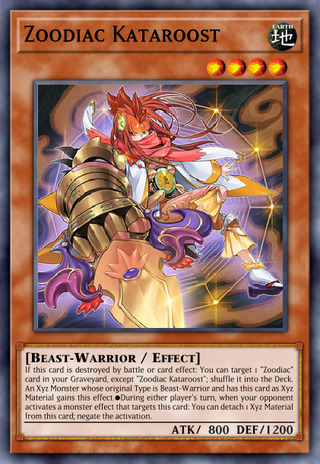 Zoodiac Kataroost
EARTH
地
[Beast-Warrior / Effect]
If this card is destroyed by battle or card effect: You can target 1 "Zoodiac"
card in your Graveyard, except "Zoodiac Kataroost"; shuffle it into the Deck.
An Xyz Monster whose original Type is Beast-Warrior and has this card as Xyz
Material gains this effect.●During either player's turn, when your opponent
activates a monster effect that targets this card: You can detach 1 Xyz Material
from this card; negate the activation.
ATK/ 800 DEF/1200